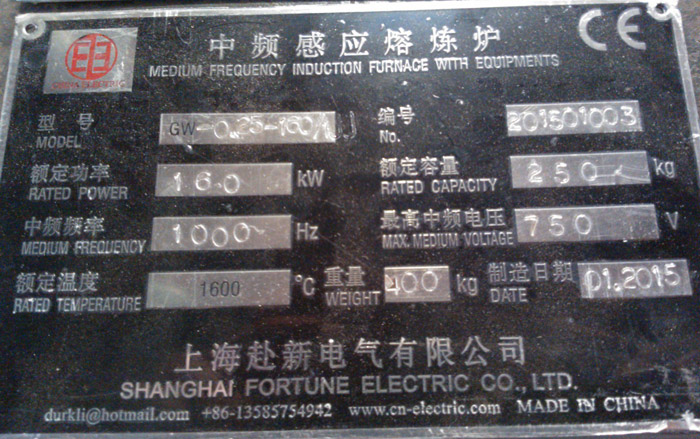 中频感应熔炼炉 CE
MEDIUM FREQUENCY INDUCTION FURNACE WITH EQUIPMENTS
SHANGHAI ELECTRIC
型号 GW-0.25-160/1 编号 201501003
MODEL No.
额定功率 160 kW 额定容量 250 kg
RATED POWER RATED CAPACITY
中频频率 1000 Hz 最高中频电压 750 V
MEDIUM FREQUENCY MAX. MEDIUM VOLTAGE
额定温度 1600 °C 重量 400 kg 制造日期 01.2015
RATED TEMPERATURE WEIGHT DATE
上海赴新电气有限公司
SHANGHAI FORTUNE ELECTRIC CO., LTD.
durkli@hotmail.com +86-13585754942 www.cn-electric.com MADE IN CHINA